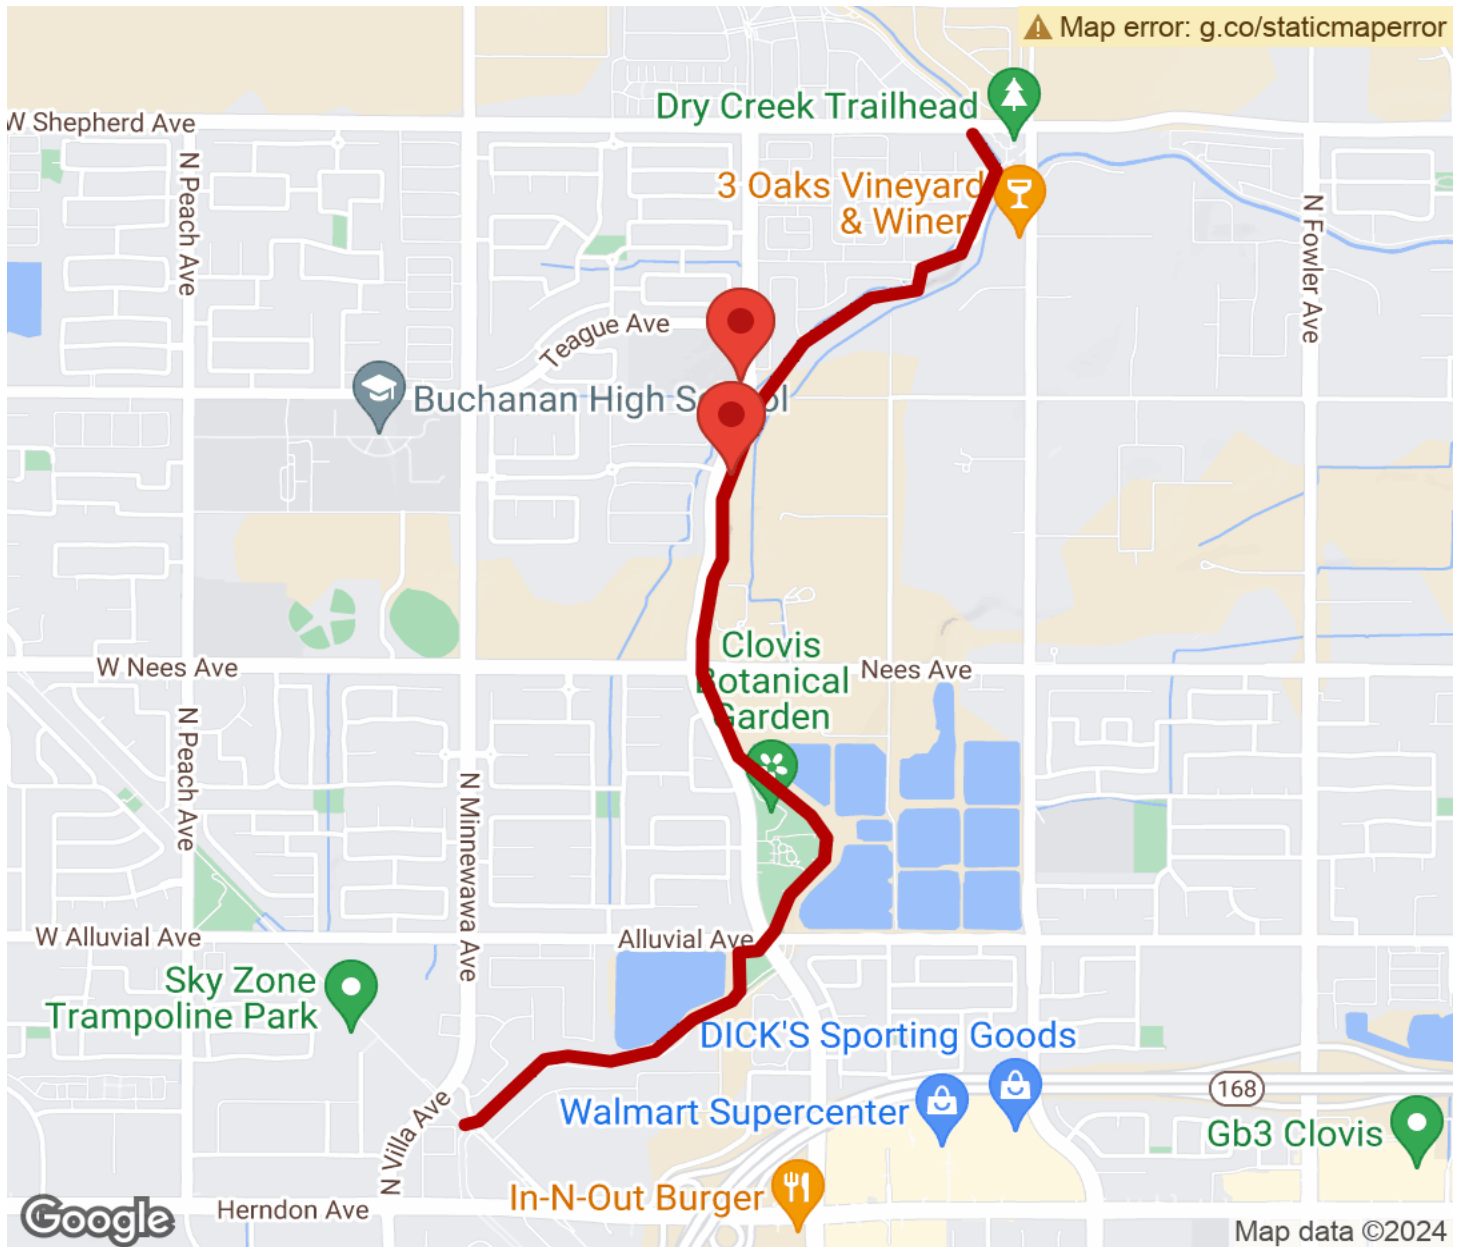 Map error: g.co/staticmaperror
Dry Creek Trailhead
W Shepherd Ave
N Peach Ave
3 Oaks Vineyard
& Winer
N Fowler Ave
Teague Ave
Buchanan High S ol
Clovis
Botanical
Garden
W Nees Ave
Nees Ave
N Peach Ave
N Minnewawa Ave
W Alluvial Ave
Alluvial Ave
Sky Zone
Trampoline Park
DICK'S Sporting Goods
168
Walmart Supercenter
N Villa Ave
Gb3 Clovis
In-N-Out Burger
Herndon Ave
Google
Map data ©2024